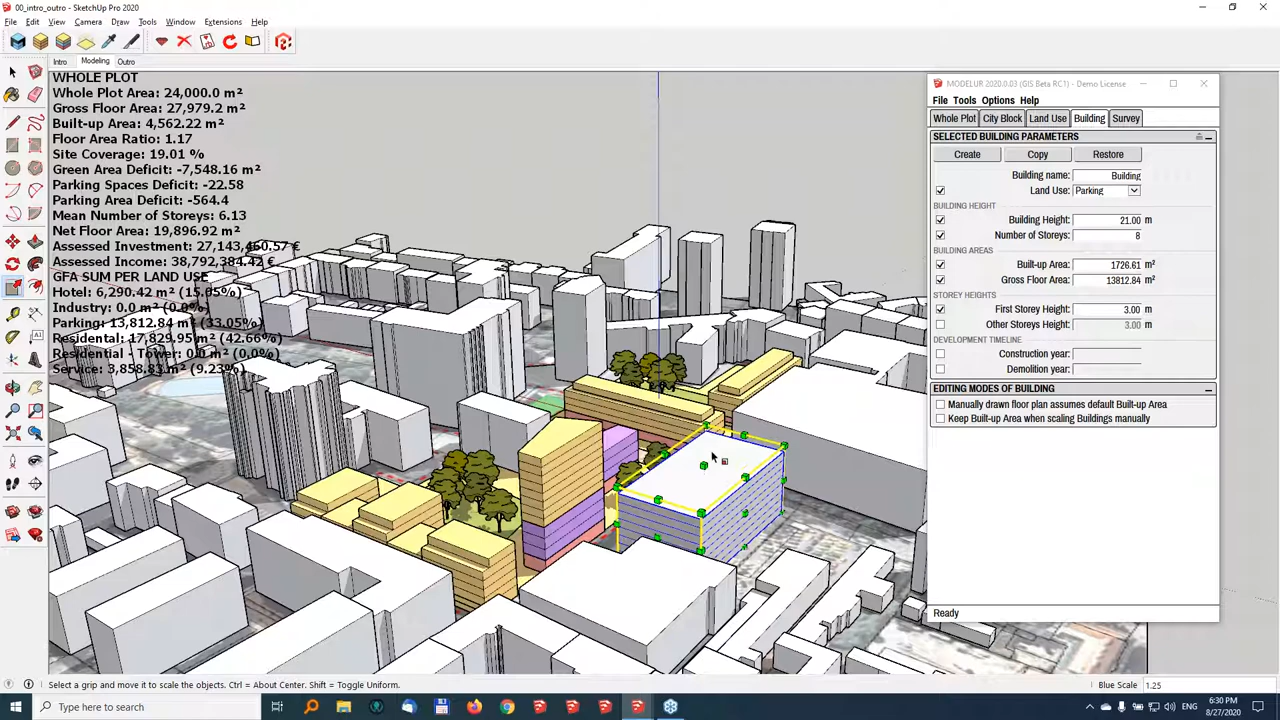 00_intro_outro - SketchUp Pro 2020
File Edit View Camera Draw Tools Window Extensions Help
Intro Modeling Outro
WHOLE PLOT
Whole Plot Area: 24,000.0 m²
Gross Floor Area: 27,979.2 m²
Built-up Area: 4,562.22 m²
Floor Area Ratio: 1.17
Site Coverage: 19.01 %
Green Area Deficit: -7,548.16 m²
Parking Spaces Deficit: -22.58
Parking Area Deficit: -564.4
Mean Number of Storeys: 6.13
Net Floor Area: 19,896.92 m²
Assessed Investment: 27,143,460.57 €
Assessed Income: 38,792,384.42 €
GFA SUM PER LAND USE
Hotel: 6,290.42 m² (15.05%)
Industry: 0.0 m² (0.0%)
Parking: 13,812.84 m² (33.05%)
Residental: 17,829.95 m² (42.66%)
Residential - Tower: 0.0 m² (0.0%)
Service: 3,858.83 m² (9.23%)
MODELUR 2020.0.03 (GIS Beta RC1) - Demo License
File Tools Options Help
Whole Plot City Block Land Use Building Survey
SELECTED BUILDING PARAMETERS
Create Copy Restore
Building name: Building
Land Use: Parking
BUILDING HEIGHT
Building Height: 21.00 m
Number of Storeys: 8
BUILDING AREAS
Built-up Area: 1726.61 m²
Gross Floor Area: 13812.84 m²
STOREY HEIGHTS
First Storey Height: 3.00 m
Other Storeys Height: 3.00 m
DEVELOPMENT TIMELINE
Construction year:
Demolition year:
EDITING MODES OF BUILDING
Manually drawn floor plan assumes default Built-up Area
Keep Built-up Area when scaling Buildings manually
Ready
Select a grip and move it to scale the objects. Ctrl = About Center. Shift = Toggle Uniform.
Blue Scale 1.25
Type here to search
6:30 PM
8/27/2020